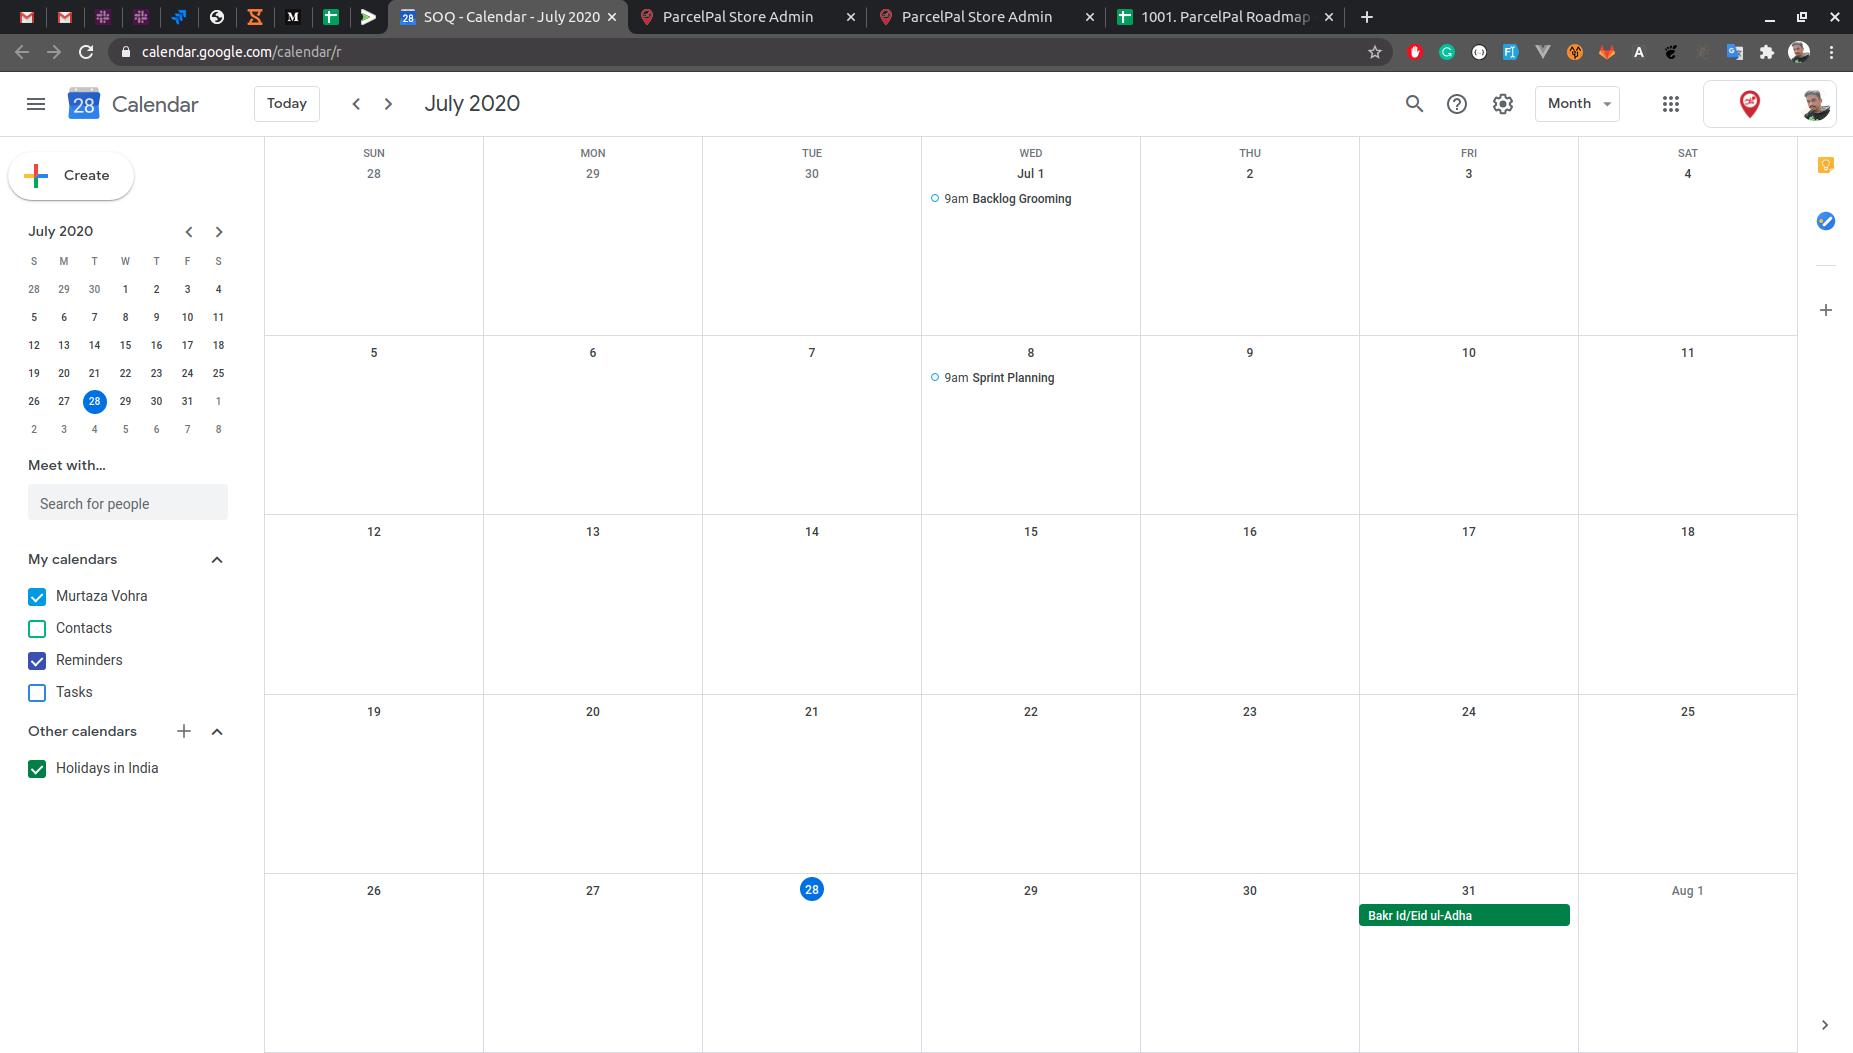 SOQ - Calendar - July 2020
ParcelPal Store Admin
ParcelPal Store Admin
1001. ParcelPal Roadmap
calendar.google.com/calendar/r
28 Calendar
Today
July 2020
Month
Create
July 2020
S M T W T F S
28 29 30 1 2 3 4
5 6 7 8 9 10 11
12 13 14 15 16 17 18
19 20 21 22 23 24 25
26 27 28 29 30 31 1
2 3 4 5 6 7 8
Meet with...
Search for people
My calendars
Murtaza Vohra
Contacts
Reminders
Tasks
Other calendars
Holidays in India
SUN MON TUE WED THU FRI SAT
28 29 30 Jul 1 2 3 4
9am Backlog Grooming
5 6 7 8 9 10 11
9am Sprint Planning
12 13 14 15 16 17 18
19 20 21 22 23 24 25
26 27 28 29 30 31 Aug 1
Bakr Id/Eid ul-Adha